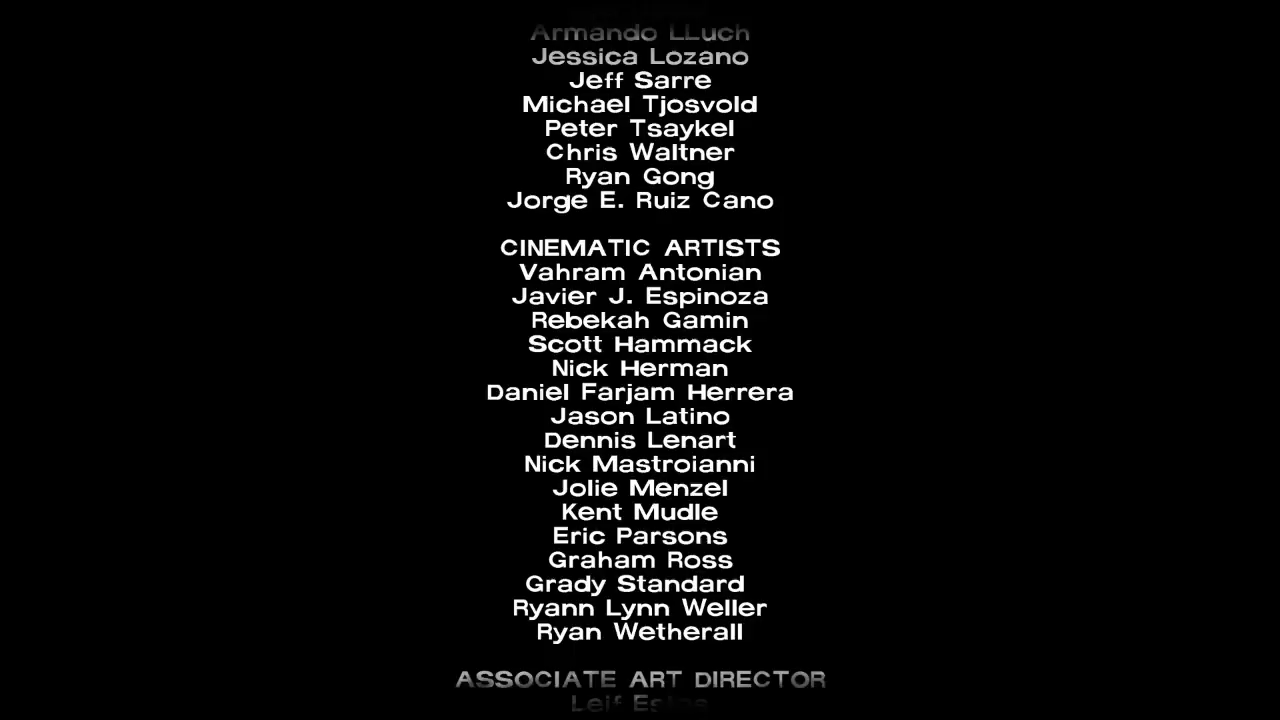 Armando LLuch
Jessica Lozano
Jeff Sarre
Michael Tjosvold
Peter Tsaykel
Chris Waltner
Ryan Gong
Jorge E. Ruiz Cano
CINEMATIC ARTISTS
Vahram Antonian
Javier J. Espinoza
Rebekah Gamin
Scott Hammack
Nick Herman
Daniel Farjam Herrera
Jason Latino
Dennis Lenart
Nick Mastroianni
Jolie Menzel
Kent Mudle
Eric Parsons
Graham Ross
Grady Standard
Ryann Lynn Weller
Ryan Wetherall
ASSOCIATE ART DIRECTOR
Leif